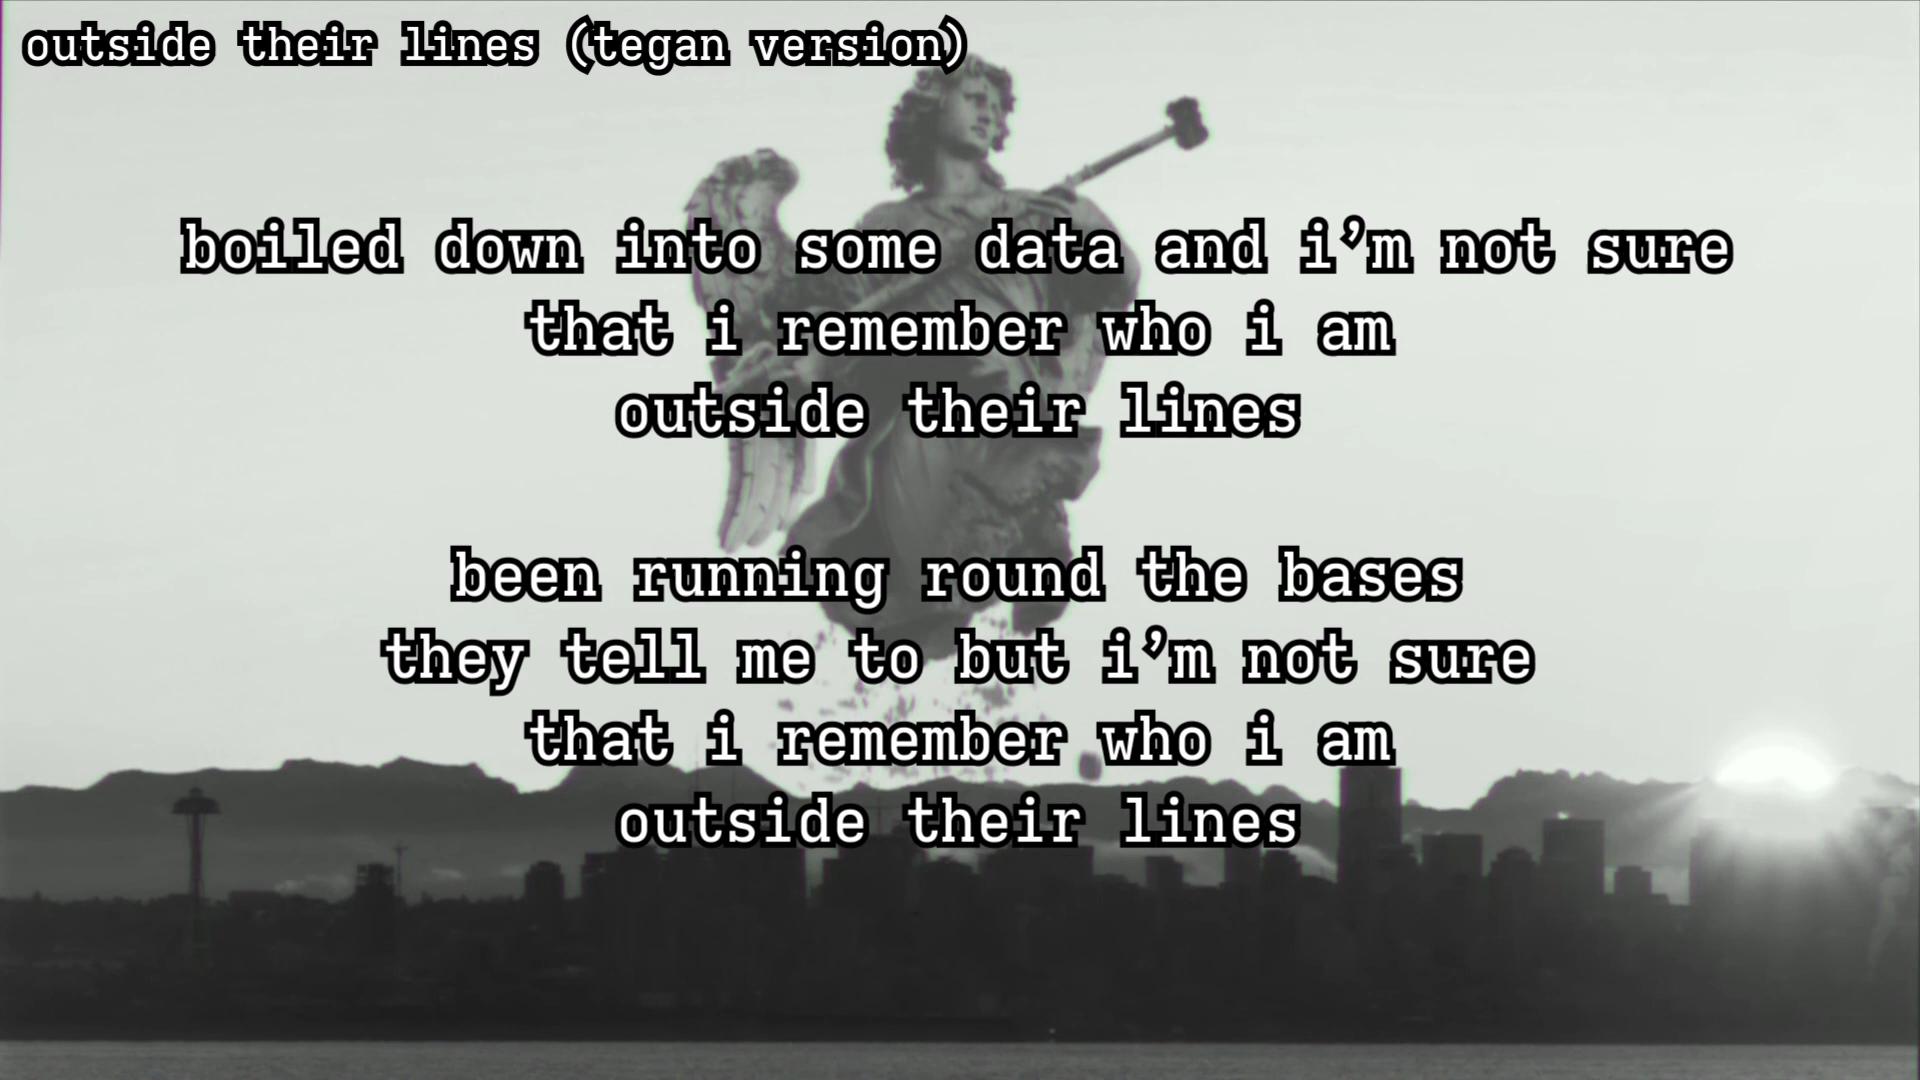 outside their lines (tegan version)
boiled down into some data and i’m not sure
that i remember who i am
outside their lines
been running round the bases
they tell me to but i’m not sure
that i remember who i am
outside their lines